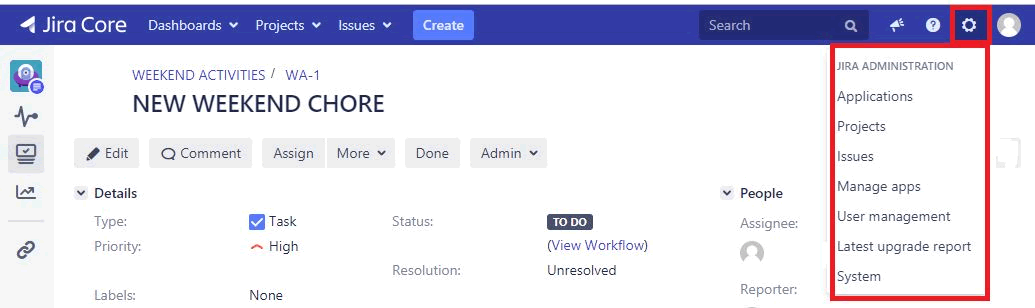 Jira Core Dashboards Projects Issues Create Search
JIRA ADMINISTRATION
Applications
Projects
Issues
Manage apps
User management
Latest upgrade report
System
WEEKEND ACTIVITIES / WA-1
NEW WEEKEND CHORE
Edit Comment Assign More Done Admin
Details
Type: Task
Priority: High
Labels: None
Status: TO DO
(View Workflow)
Resolution: Unresolved
People
Assignee:
Reporter: